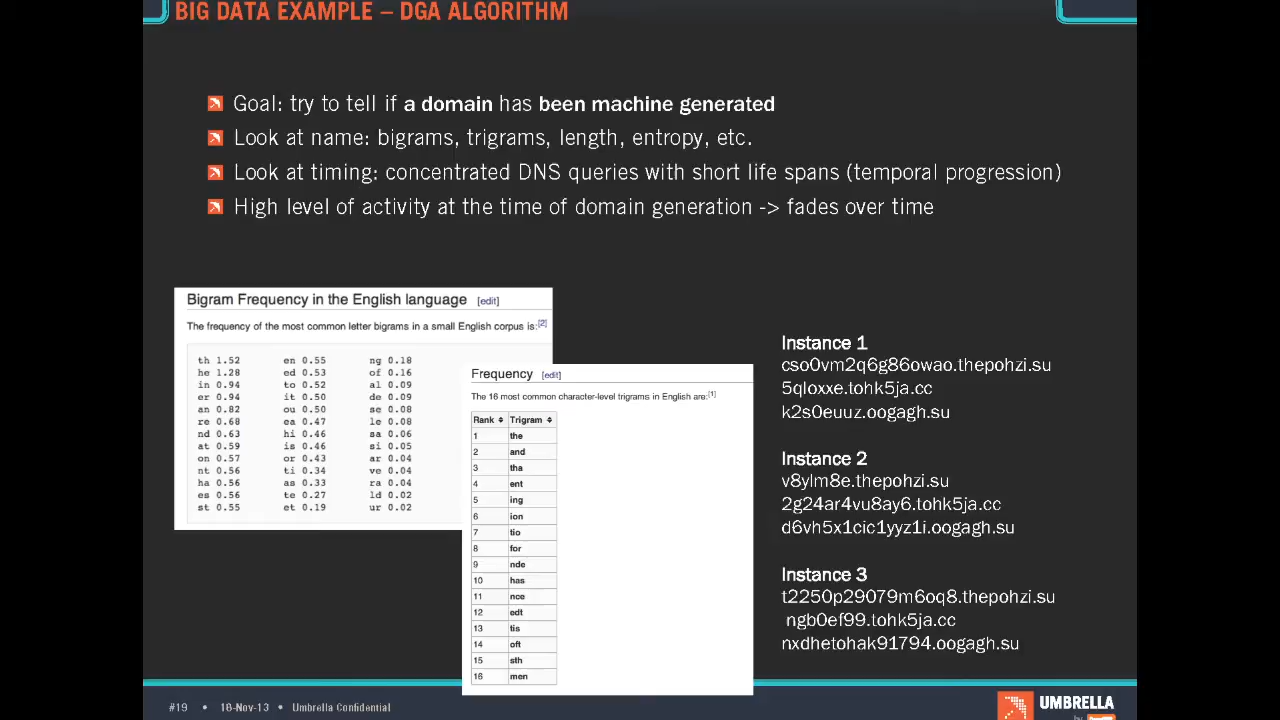 BIG DATA EXAMPLE – DGA ALGORITHM
Goal: try to tell if a domain has been machine generated
Look at name: bigrams, trigrams, length, entropy, etc.
Look at timing: concentrated DNS queries with short life spans (temporal progression)
High level of activity at the time of domain generation -> fades over time
Bigram Frequency in the English language [edit]
The frequency of the most common letter bigrams in a small English corpus is:[2]
th 1.52 en 0.55 ng 0.18
he 1.28 ed 0.53 of 0.16
in 0.94 to 0.52 al 0.09
er 0.94 it 0.50 de 0.09
an 0.82 ou 0.50 se 0.08
re 0.68 ea 0.47 le 0.08
nd 0.63 hi 0.46 sa 0.06
at 0.59 is 0.46 si 0.05
on 0.57 or 0.43 ar 0.04
nt 0.56 ti 0.34 ve 0.04
ha 0.56 as 0.33 ra 0.04
es 0.56 te 0.27 ld 0.02
st 0.55 et 0.19 ur 0.02
Frequency [edit]
The 16 most common character-level trigrams in English are:[1]
Rank Trigram
1 the
2 and
3 tha
4 ent
5 ing
6 ion
7 tio
8 for
9 nde
10 has
11 nce
12 edt
13 tis
14 oft
15 sth
16 men
Instance 1
cso0vm2q6g86owao.thepohzi.su
5qloxxe.tohk5ja.cc
k2s0euuz.oogagh.su
Instance 2
v8ylm8e.thepohzi.su
2g24ar4vu8ay6.tohk5ja.cc
d6vh5x1cic1yyz1i.oogagh.su
Instance 3
t2250p29079m6oq8.thepohzi.su
ngb0ef99.tohk5ja.cc
nxdhetohak91794.oogagh.su
#19 • 18-Nov-13 • Umbrella Confidential
UMBRELLA
by